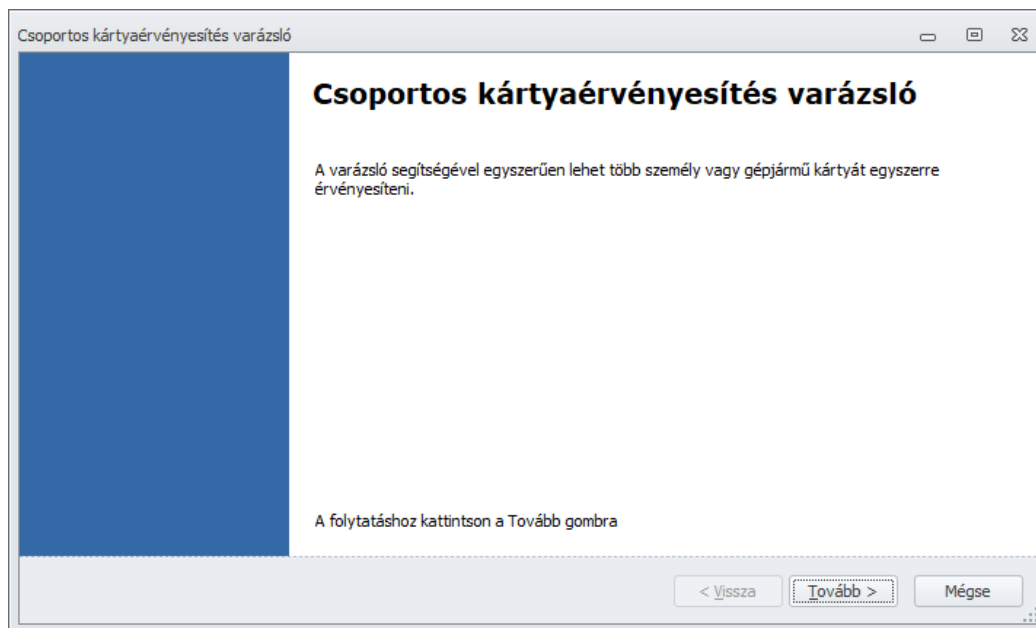 Csoportos kártyaérvényesítés varázsló
Csoportos kártyaérvényesítés varázsló
A varázsló segítségével egyszerűen lehet több személy vagy gépjármű kártyát egyszerre
érvényesíteni.
A folytatáshoz kattintson a Tovább gombra
< Vissza Tovább > Mégse